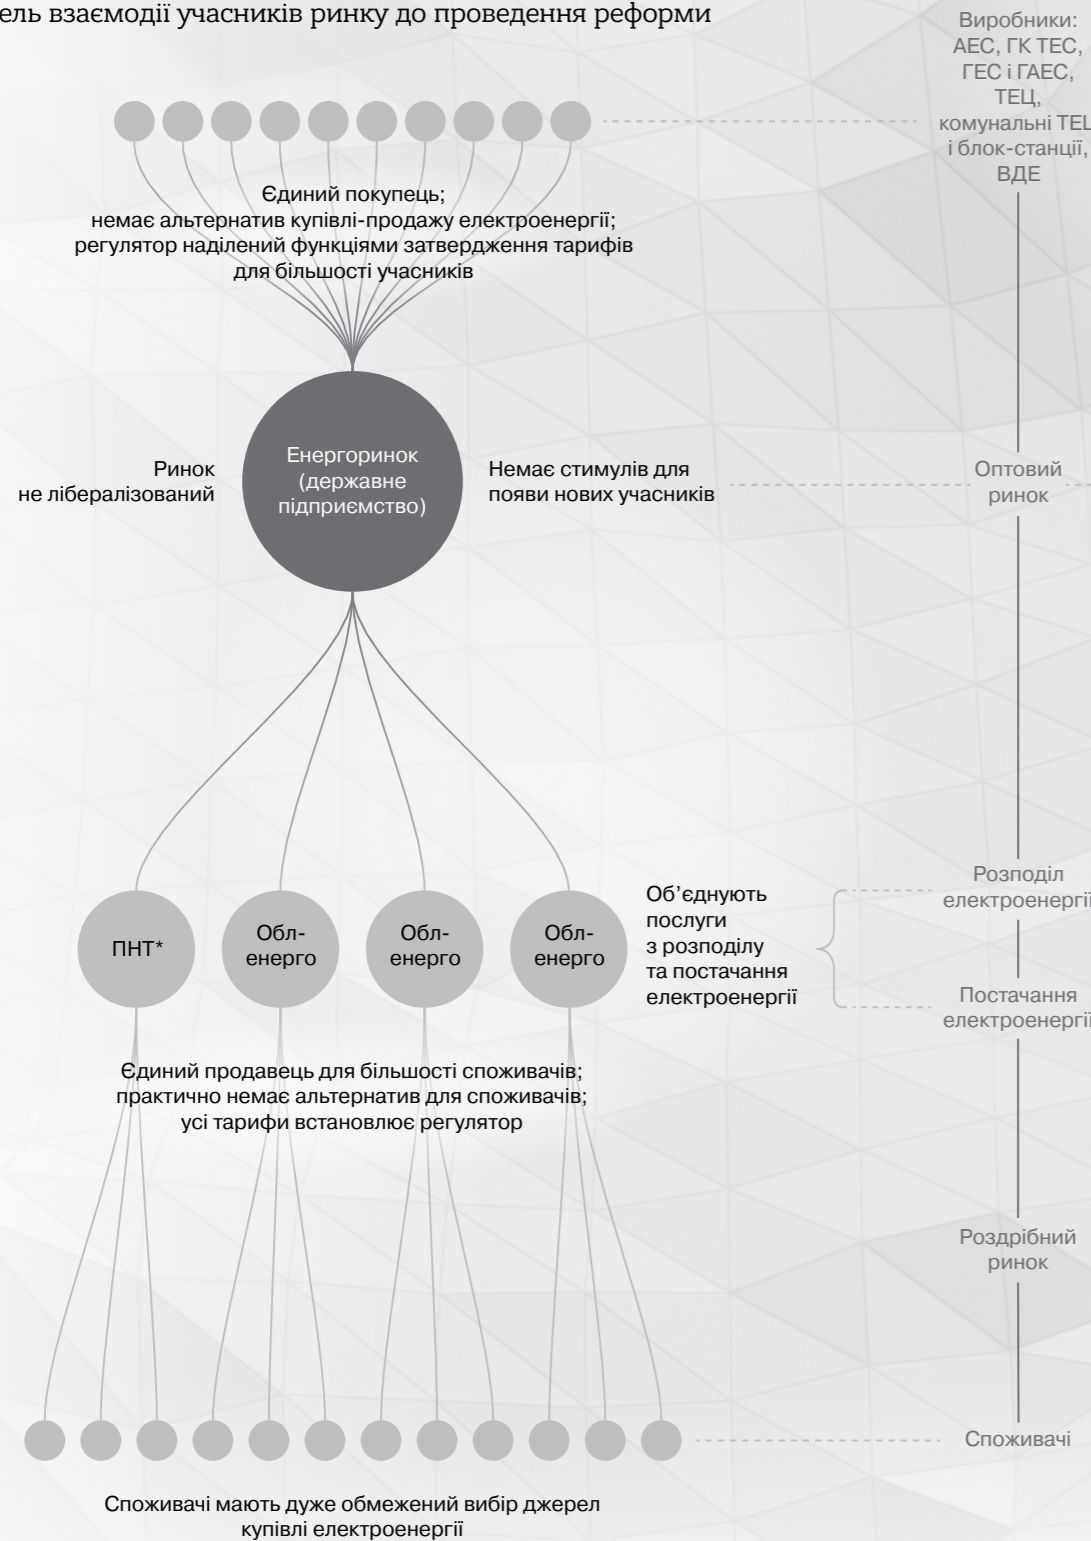 ель взаємодії учасників ринку до проведення реформи
Виробники:
АЕС, ГК ТЕС,
ГЕС і ГАЕС,
ТЕЦ,
комунальні ТЕЦ
і блок-станції,
ВДЕ
Єдиний покупець;
немає альтернатив купівлі-продажу електроенергії;
регулятор наділений функціями затвердження тарифів
для більшості учасників
Ринок
не лібералізований
Енергоринок
(державне
підприємство)
Немає стимулів для
появи нових учасників
Оптовий
ринок
ПНТ*
Обл-
енерго
Обл-
енерго
Обл-
енерго
Об’єднують
послуги
з розподілу
та постачання
електроенергії
Розподіл
електроенергії
Постачання
електроенергії
Єдиний продавець для більшості споживачів;
практично немає альтернатив для споживачів;
усі тарифи встановлює регулятор
Роздрібний
ринок
Споживачі
Споживачі мають дуже обмежений вибір джерел
купівлі електроенергії